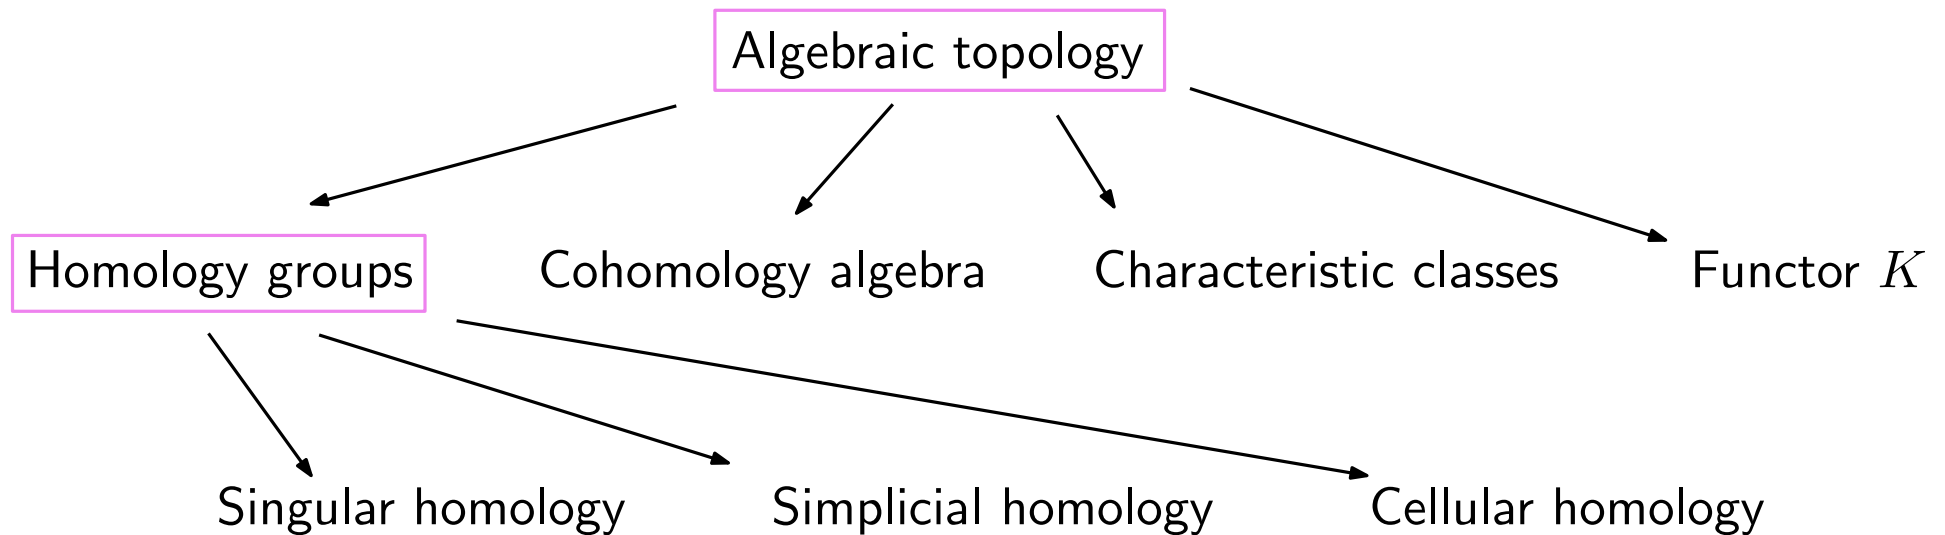 Algebraic topology
Homology groups
Cohomology algebra
Characteristic classes
Functor K
Singular homology
Simplicial homology
Cellular homology